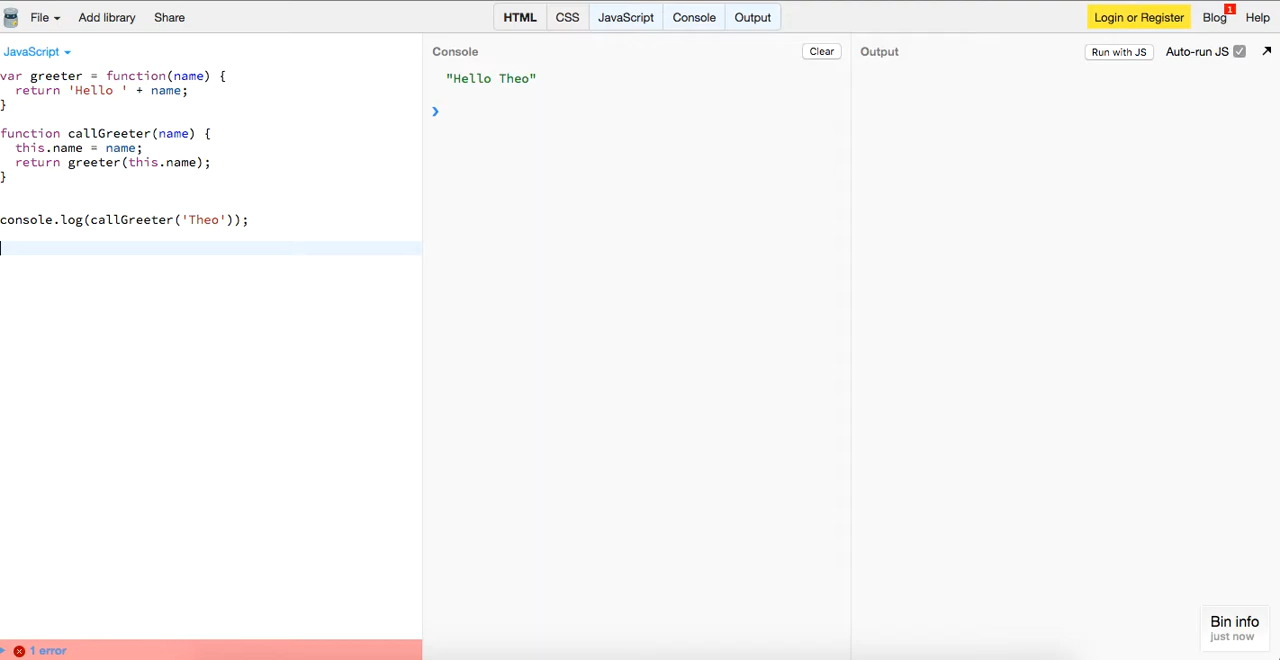 File
Add library
Share
HTML
CSS
JavaScript
Console
Output
Login or Register
Blog
1
Help
JavaScript
var greeter = function(name) {
  return 'Hello ' + name;
}
function callGreeter(name) {
  this.name = name;
  return greeter(this.name);
}
console.log(callGreeter('Theo'));
1 error
Console
Clear
"Hello Theo"
Output
Run with JS
Auto-run JS
Bin info
just now